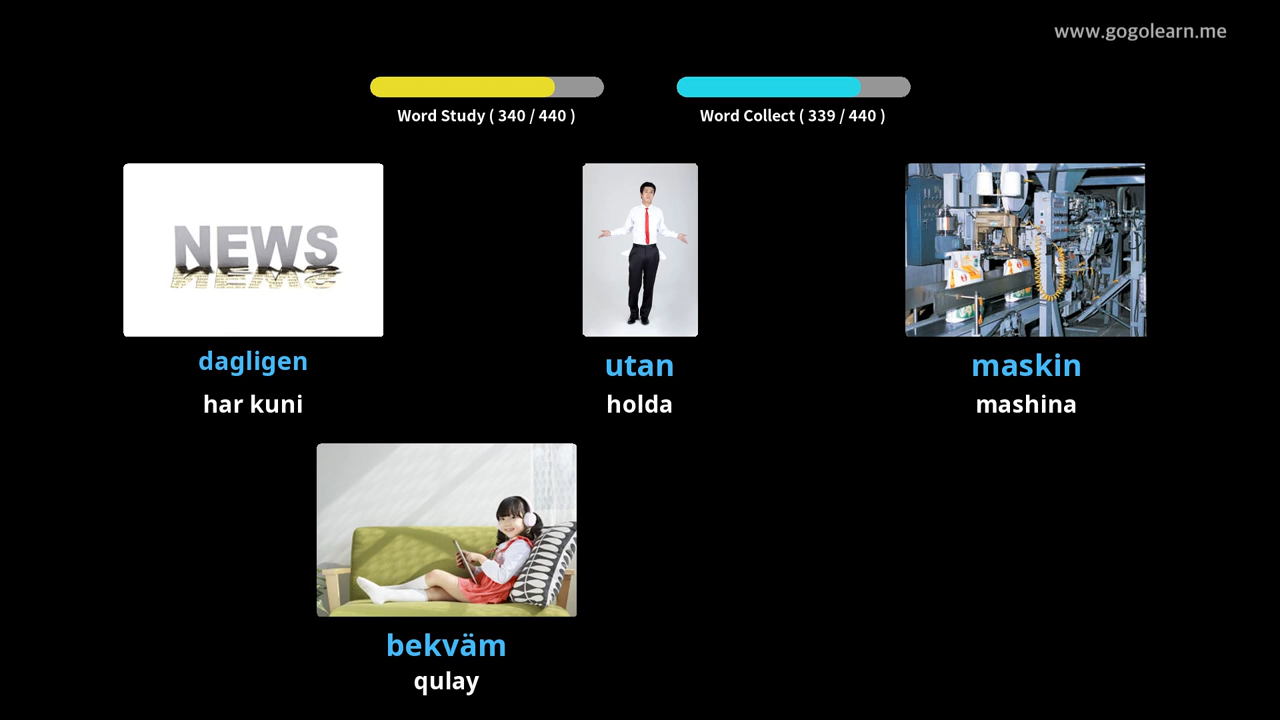 www.gogolearn.me
Word Study ( 340 / 440 )
Word Collect ( 339 / 440 )
NEWS
dagligen
utan
maskin
har kuni
holda
mashina
bekväm
qulay